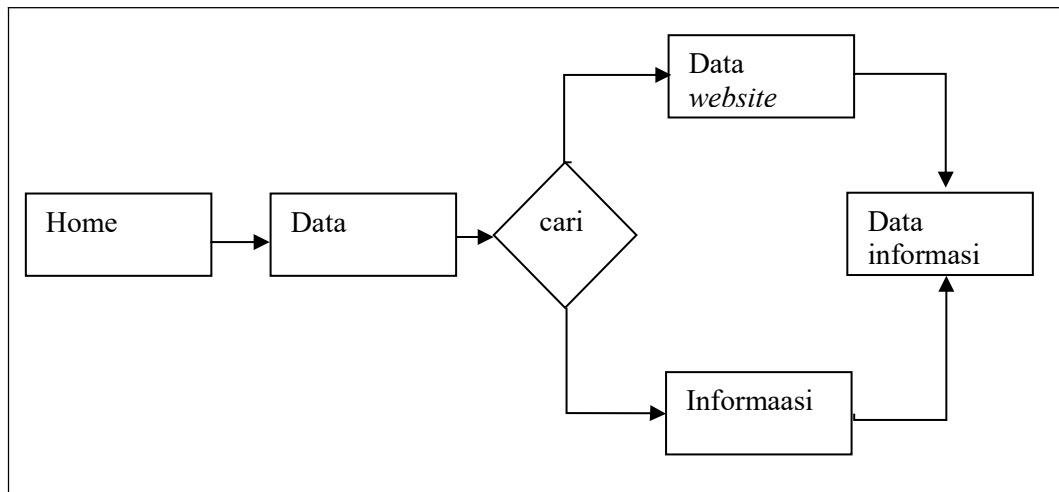 Home
Data
cari
Data
website
Data
informasi
Informaasi